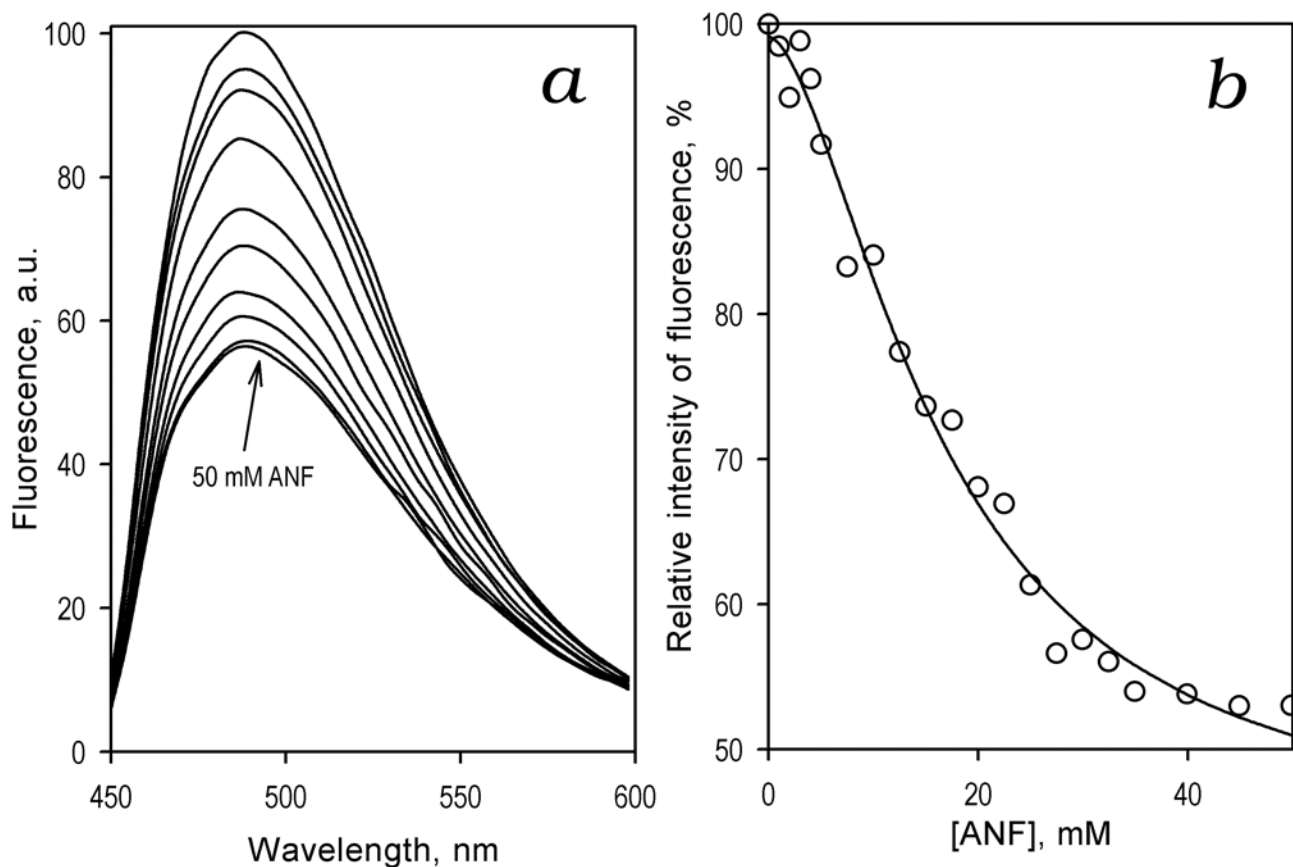 a
Fluorescence, a.u.
100
80
60
40
20
0
50 mM ANF
450
500
550
600
Wavelength, nm
b
Relative intensity of fluorescence, %
100
90
80
70
60
50
0
20
40
[ANF], mM